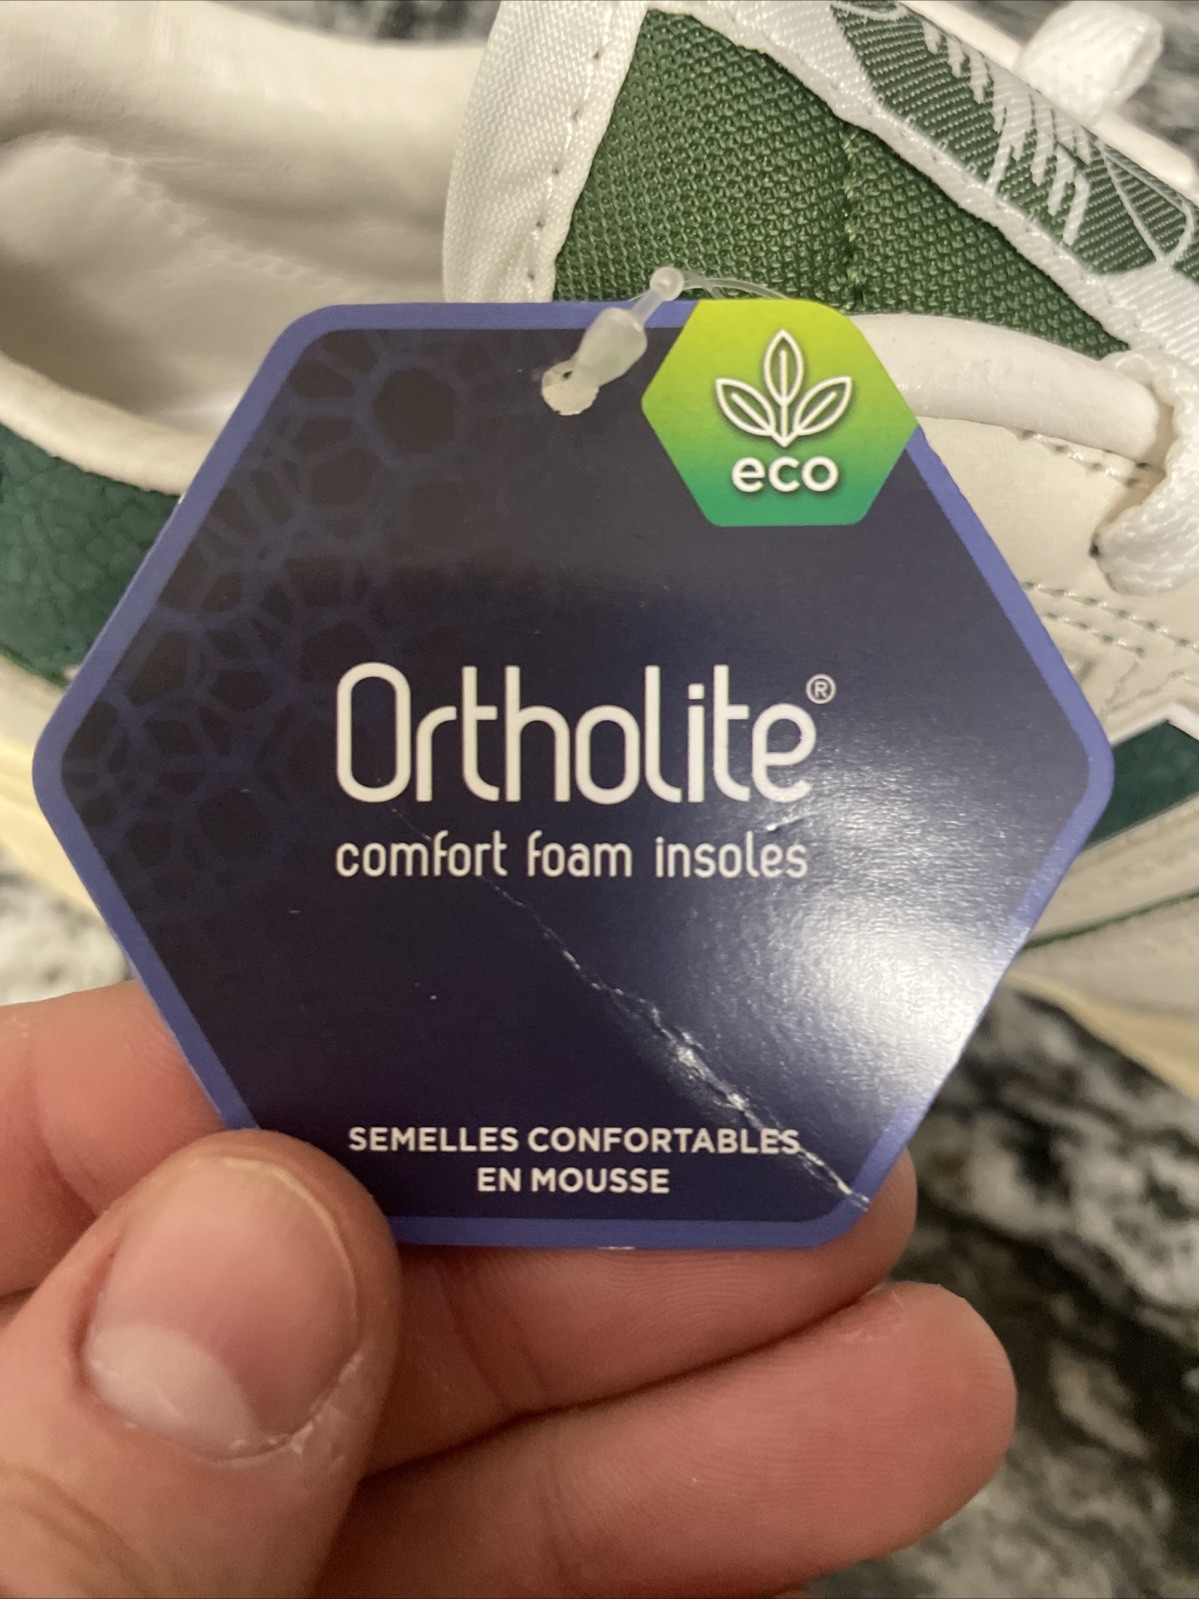 eco
Ortholite®
comfort foam insoles
SEMELLES CONFORTABLES
EN MOUSSE